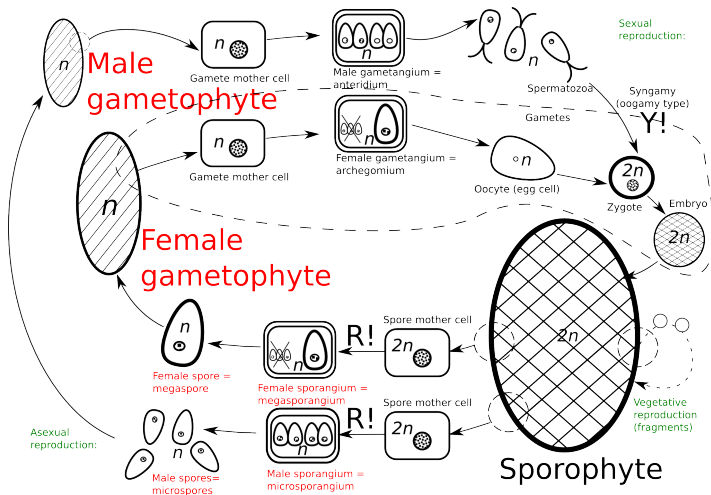 n
Male
gametophyte
n
Gamete mother cell
n
Male gametangium =
anteridium
n
Spermatozoa
Sexual
reproduction:
Syngamy
(oogamy type)
Y!
Gametes
n
Gamete mother cell
n
Female gametangium =
archegomium
n
Oocyte (egg cell)
2n
Zygote
Embryo
2n
n
Female
gametophyte
n
Female spore =
megaspore
n
Female sporangium =
megasporangium
R!
Spore mother cell
2n
2n
Vegetative
reproduction
(fragments)
Asexual
reproduction:
n
Male spores=
microspores
n
Male sporangium =
microsporangium
R!
Spore mother cell
2n
Sporophyte